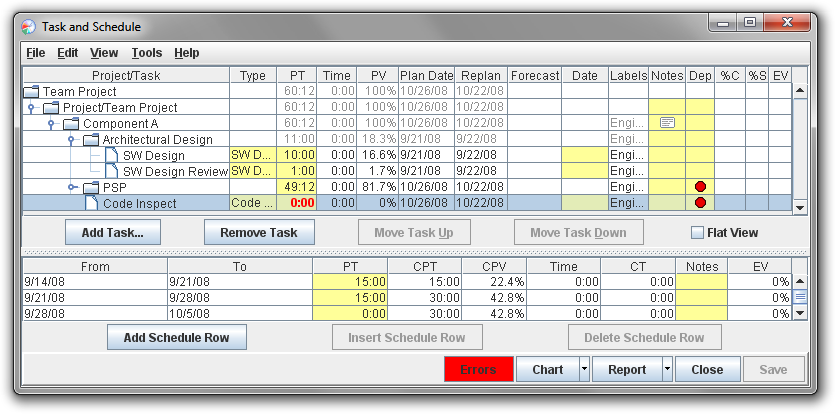 Task and Schedule
File Edit View Tools Help
Project/Task Type PT Time PV Plan Date Replan Forecast Date Labels Notes Dep %C %S EV
Team Project 60:12 0:00 100% 10/26/08 10/22/08
Project/Team Project 60:12 0:00 100% 10/26/08 10/22/08
Component A 60:12 0:00 100% 10/26/08 10/22/08 Engi...
Architectural Design 11:00 0:00 18.3% 9/21/08 9/22/08 Engi...
SW Design SW D... 10:00 0:00 16.6% 9/21/08 9/22/08 Engi...
SW Design Review SW D... 1:00 0:00 1.7% 9/21/08 9/22/08 Engi...
PSP 49:12 0:00 81.7% 10/26/08 10/22/08 Engi...
Code Inspect Code ... 0:00 0:00 0% 10/26/08 10/22/08 Engi...
Add Task... Remove Task Move Task Up Move Task Down Flat View
From To PT CPT CPV Time CT Notes EV
9/14/08 9/21/08 15:00 15:00 22.4% 0:00 0:00 0%
9/21/08 9/28/08 15:00 30:00 42.8% 0:00 0:00 0%
9/28/08 10/5/08 0:00 30:00 42.8% 0:00 0:00 0%
Add Schedule Row Insert Schedule Row Delete Schedule Row
Errors Chart Report Close Save